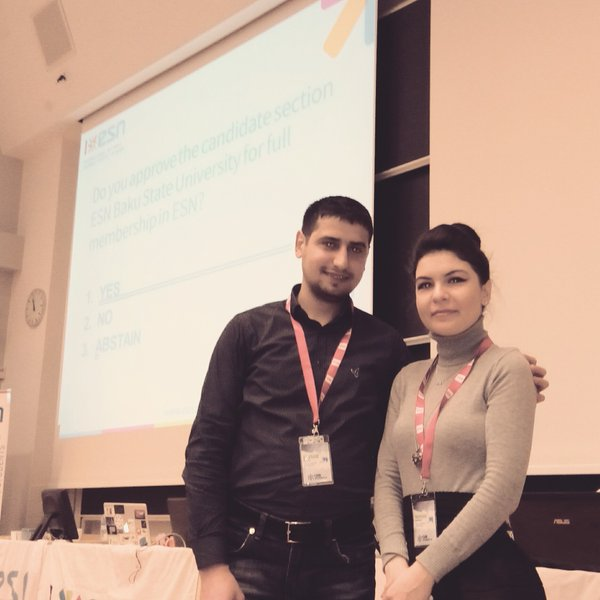 esn
Do you approve the candidate section
ESN Baku State University for full
membership in ESN?
1. YES
2. NO
3. ABSTAIN
ASUS